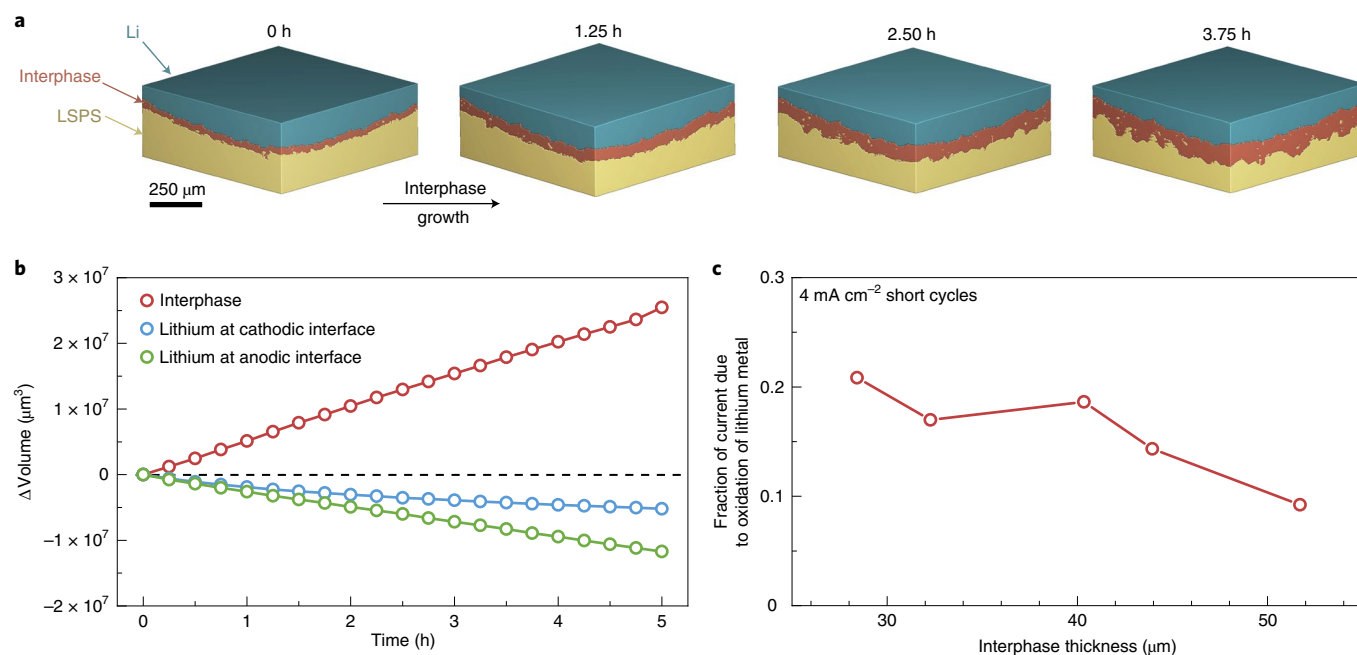 a
0 h
1.25 h
2.50 h
3.75 h
Li
Interphase
LSPS
250 μm
Interphase
growth
b
3 × 10⁷
2 × 10⁷
1 × 10⁷
0
−1 × 10⁷
−2 × 10⁷
ΔVolume (μm³)
Interphase
Lithium at cathodic interface
Lithium at anodic interface
0
1
2
3
4
5
Time (h)
c
0.3
0.2
0.1
0
Fraction of current due
to oxidation of lithium metal
4 mA cm⁻² short cycles
30
40
50
Interphase thickness (μm)